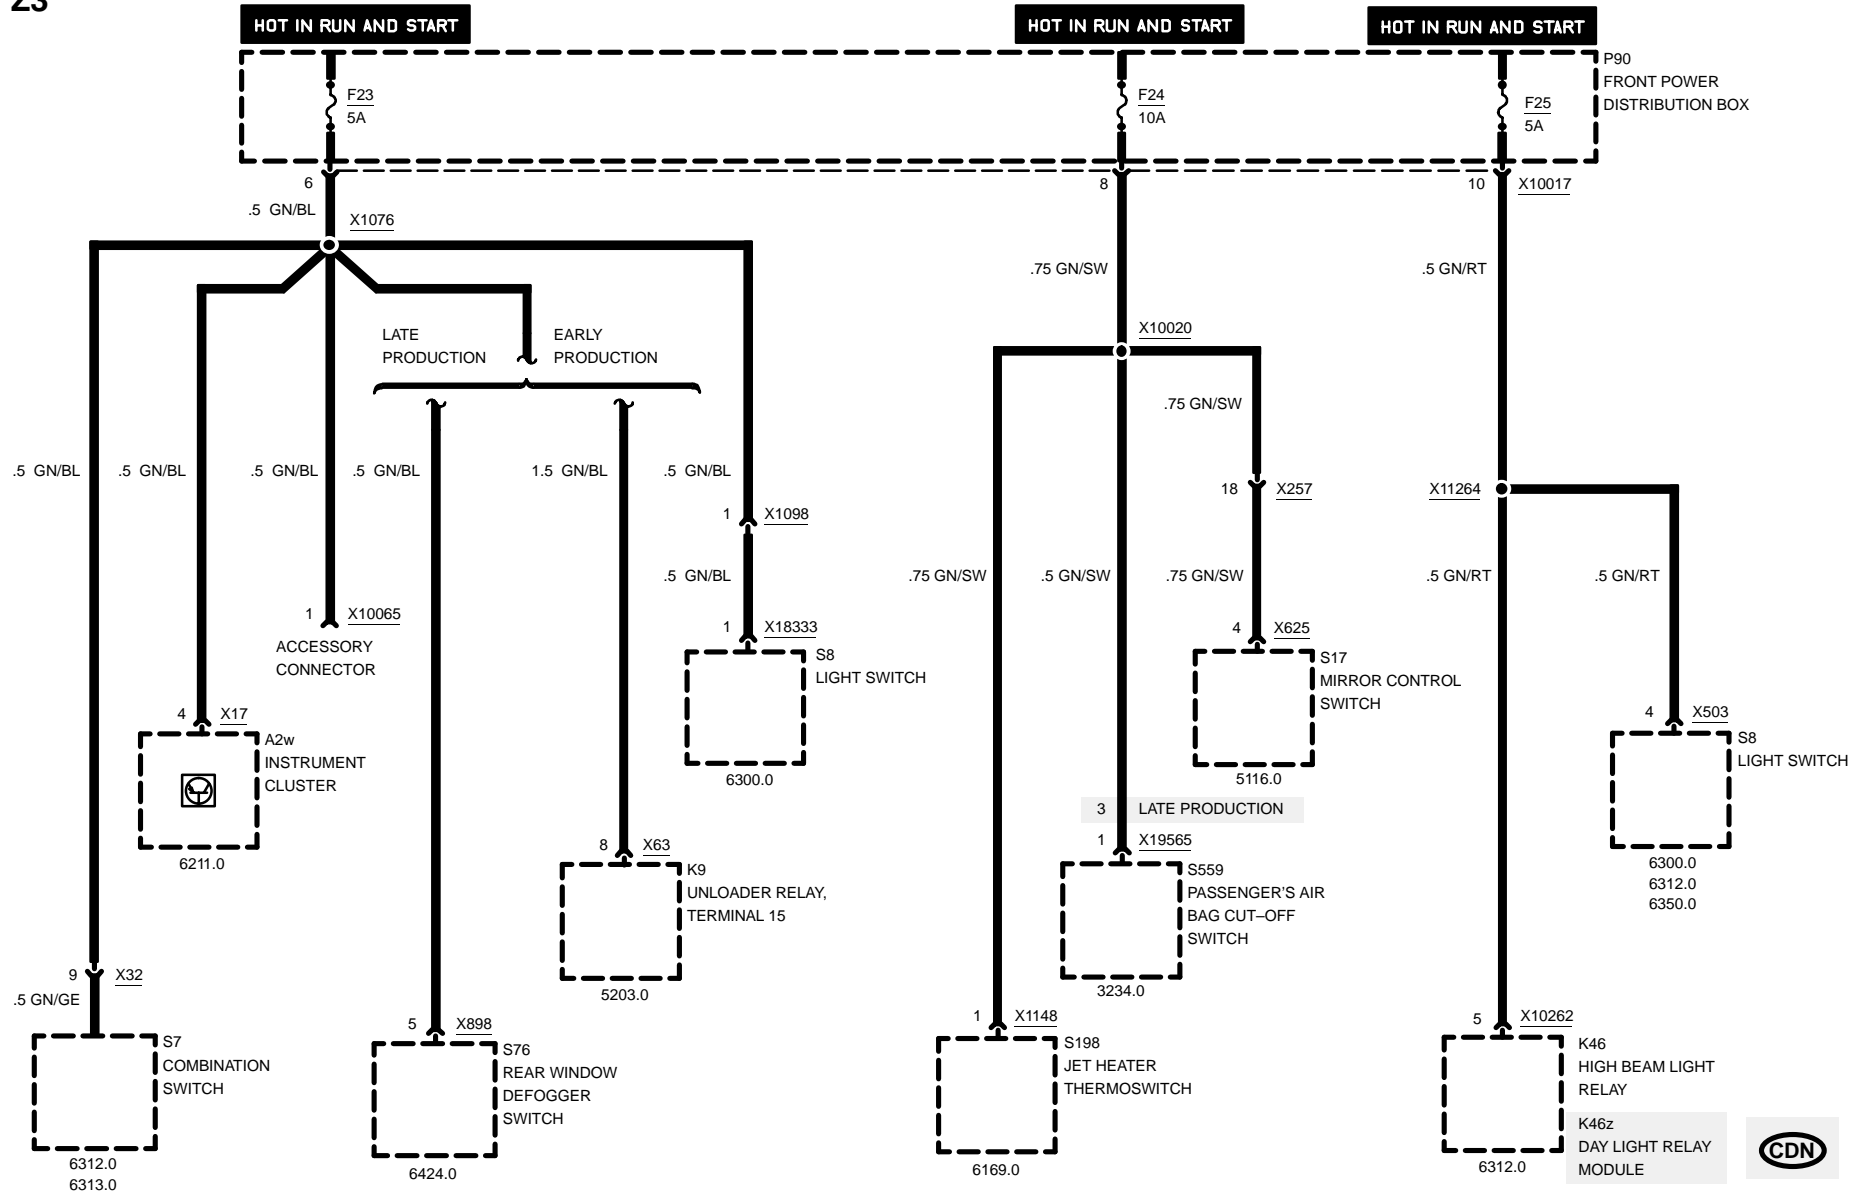 Z3
HOT IN RUN AND START
HOT IN RUN AND START
HOT IN RUN AND START
P90
FRONT POWER
DISTRIBUTION BOX
F23
5A
F24
10A
F25
5A
6
8
10
X10017
.5 GN/BL
X1076
.75 GN/SW
.5 GN/RT
LATE
PRODUCTION
EARLY
PRODUCTION
X10020
.75 GN/SW
.5 GN/BL
.5 GN/BL
.5 GN/BL
.5 GN/BL
1.5 GN/BL
.5 GN/BL
18
X257
X11264
1
X1098
.5 GN/BL
.75 GN/SW
.5 GN/SW
.75 GN/SW
.5 GN/RT
.5 GN/RT
1
X10065
ACCESSORY
CONNECTOR
1
X18333
S8
LIGHT SWITCH
6300.0
4
X625
S17
MIRROR CONTROL
SWITCH
5116.0
4
X17
A2w
INSTRUMENT
CLUSTER
6211.0
4
X503
S8
LIGHT SWITCH
6300.0
6312.0
6350.0
3
LATE PRODUCTION
1
X19565
S559
PASSENGER'S AIR
BAG CUT–OFF
SWITCH
3234.0
8
X63
K9
UNLOADER RELAY,
TERMINAL 15
5203.0
9
X32
.5 GN/GE
S7
COMBINATION
SWITCH
6312.0
6313.0
5
X898
S76
REAR WINDOW
DEFOGGER
SWITCH
6424.0
1
X1148
S198
JET HEATER
THERMOSWITCH
6169.0
5
X10262
K46
HIGH BEAM LIGHT
RELAY
K46z
DAY LIGHT RELAY
MODULE
6312.0
CDN